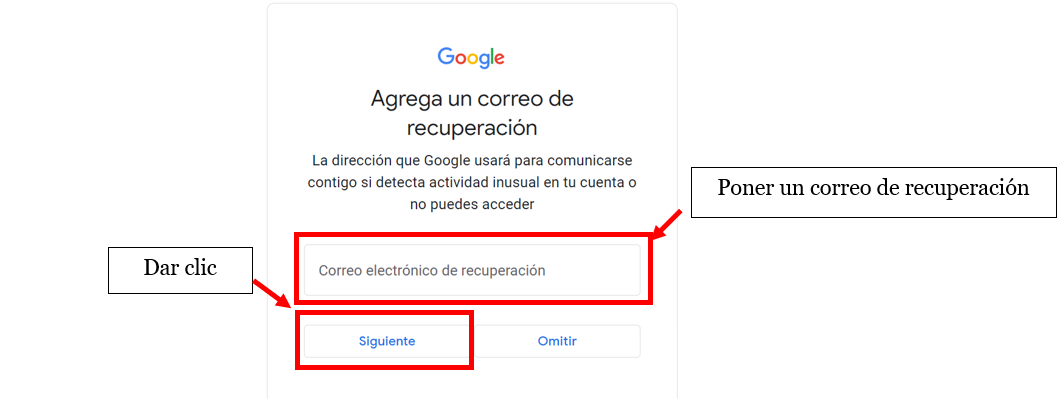 Google
Agrega un correo de
recuperación
La dirección que Google usará para comunicarse
contigo si detecta actividad inusual en tu cuenta o
no puedes acceder
Poner un correo de recuperación
Dar clic
Correo electrónico de recuperación
Siguiente
Omitir